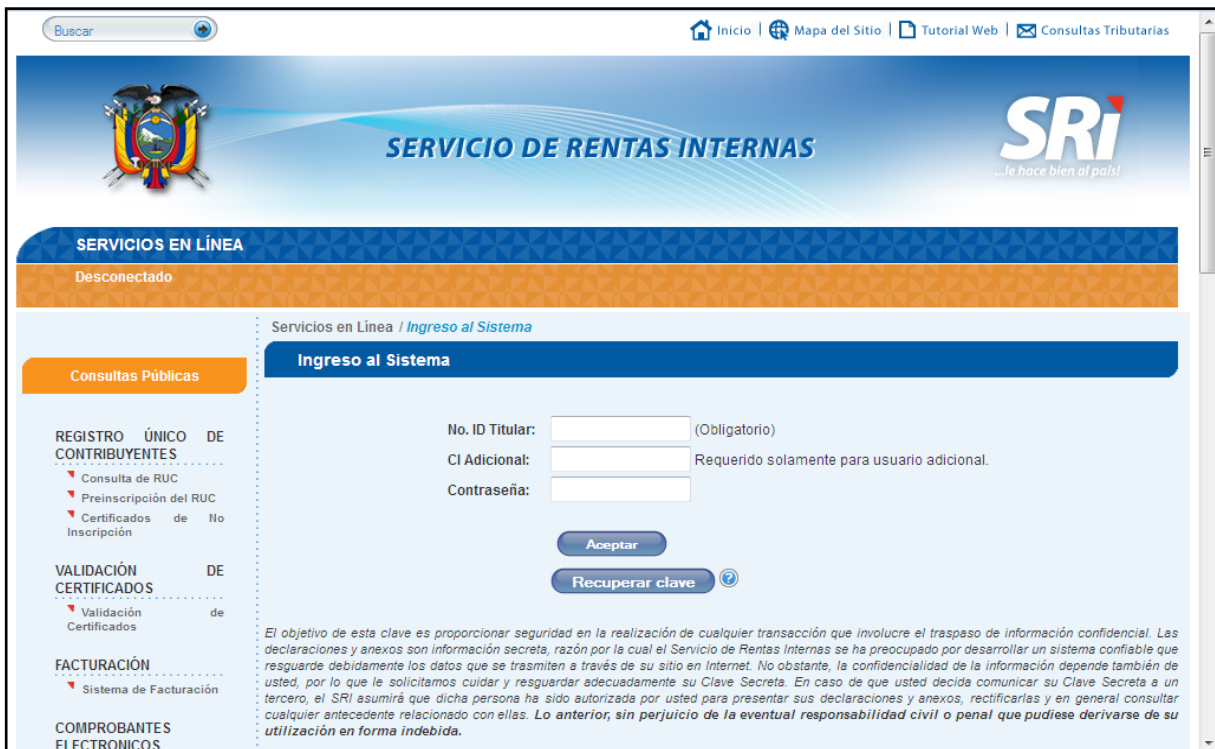 Buscar
Inicio | Mapa del Sitio | Tutorial Web | Consultas Tributarias
SERVICIO DE RENTAS INTERNAS
SRi
...le hace bien al país!
SERVICIOS EN LÍNEA
Desconectado
Servicios en Línea / Ingreso al Sistema
Ingreso al Sistema
Consultas Públicas
REGISTRO ÚNICO DE
CONTRIBUYENTES
Consulta de RUC
Preinscripción del RUC
Certificados de No
Inscripción
VALIDACIÓN DE
CERTIFICADOS
Validación de
Certificados
FACTURACIÓN
Sistema de Facturación
COMPROBANTES
ELECTRONICOS
No. ID Titular: (Obligatorio)
CI Adicional: Requerido solamente para usuario adicional.
Contraseña:
Aceptar
Recuperar clave ?
El objetivo de esta clave es proporcionar seguridad en la realización de cualquier transacción que involucre el traspaso de información confidencial. Las
declaraciones y anexos son información secreta, razón por la cual el Servicio de Rentas Internas se ha preocupado por desarrollar un sistema confiable que
resguarde debidamente los datos que se trasmiten a través de su sitio en Internet. No obstante, la confidencialidad de la información depende también de
usted, por lo que le solicitamos cuidar y resguardar adecuadamente su Clave Secreta. En caso de que usted decida comunicar su Clave Secreta a un
tercero, el SRI asumirá que dicha persona ha sido autorizada por usted para presentar sus declaraciones y anexos, rectificarlas y en general consultar
cualquier antecedente relacionado con ellas. Lo anterior, sin perjuicio de la eventual responsabilidad civil o penal que pudiese derivarse de su
utilización en forma indebida.